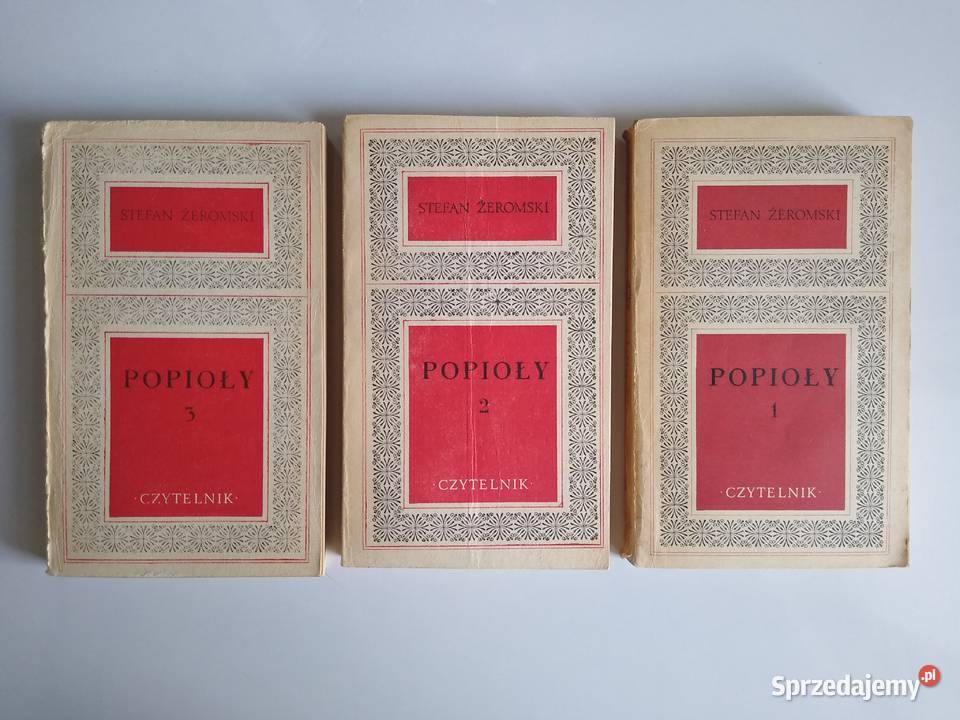 STEFAN ŻEROMSKI
POPIOŁY
3
·CZYTELNIK·
STEFAN ŻEROMSKI
POPIOŁY
2
·CZYTELNIK·
STEFAN ŻEROMSKI
POPIOŁY
1
·CZYTELNIK·
Sprzedajemy.pl